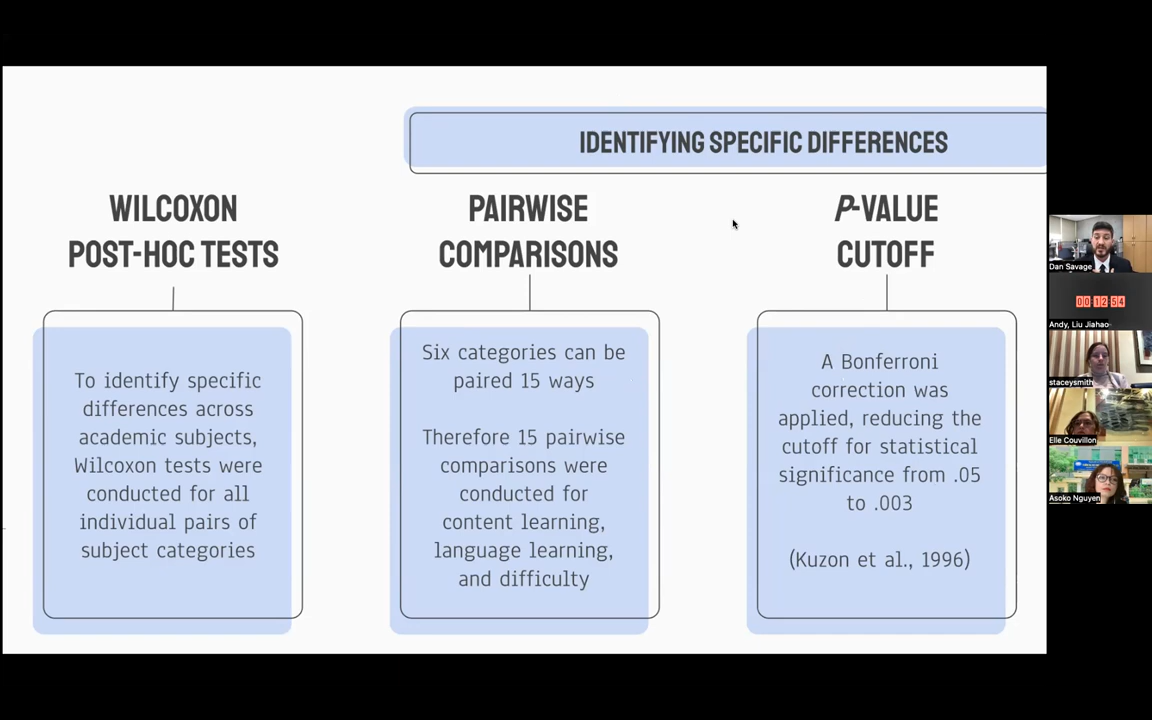 IDENTIFYING SPECIFIC DIFFERENCES
WILCOXON
POST-HOC TESTS
To identify specific
differences across
academic subjects,
Wilcoxon tests were
conducted for all
individual pairs of
subject categories
PAIRWISE
COMPARISONS
Six categories can be
paired 15 ways
Therefore 15 pairwise
comparisons were
conducted for
content learning,
language learning,
and difficulty
P-VALUE
CUTOFF
A Bonferroni
correction was
applied, reducing the
cutoff for statistical
significance from .05
to .003
(Kuzon et al., 1996)
Dan Savage
00:12:54
Andy, Liu Jiahao
staceysmith
Elle Couvillon
Asoko Nguyen